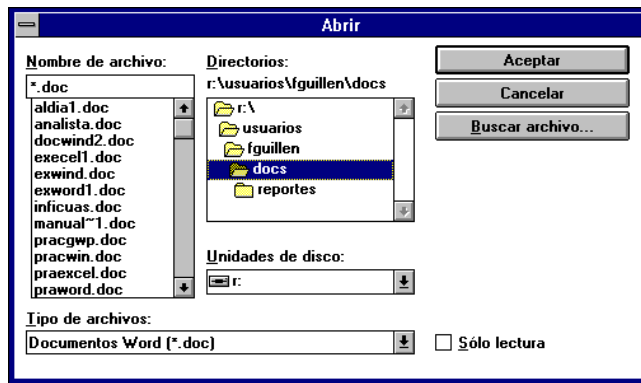 Abrir
Nombre de archivo:
*.doc
aldia1.doc
analista.doc
docwind2.doc
execel1.doc
exwind.doc
exword1.doc
inficuas.doc
manual~1.doc
pracgwp.doc
pracwin.doc
praexcel.doc
praword.doc
Directorios:
r:\usuarios\fguillen\docs
r:\
usuarios
fguillen
docs
reportes
Unidades de disco:
r:
Aceptar
Cancelar
Buscar archivo...
Tipo de archivos:
Documentos Word (*.doc)
Sólo lectura